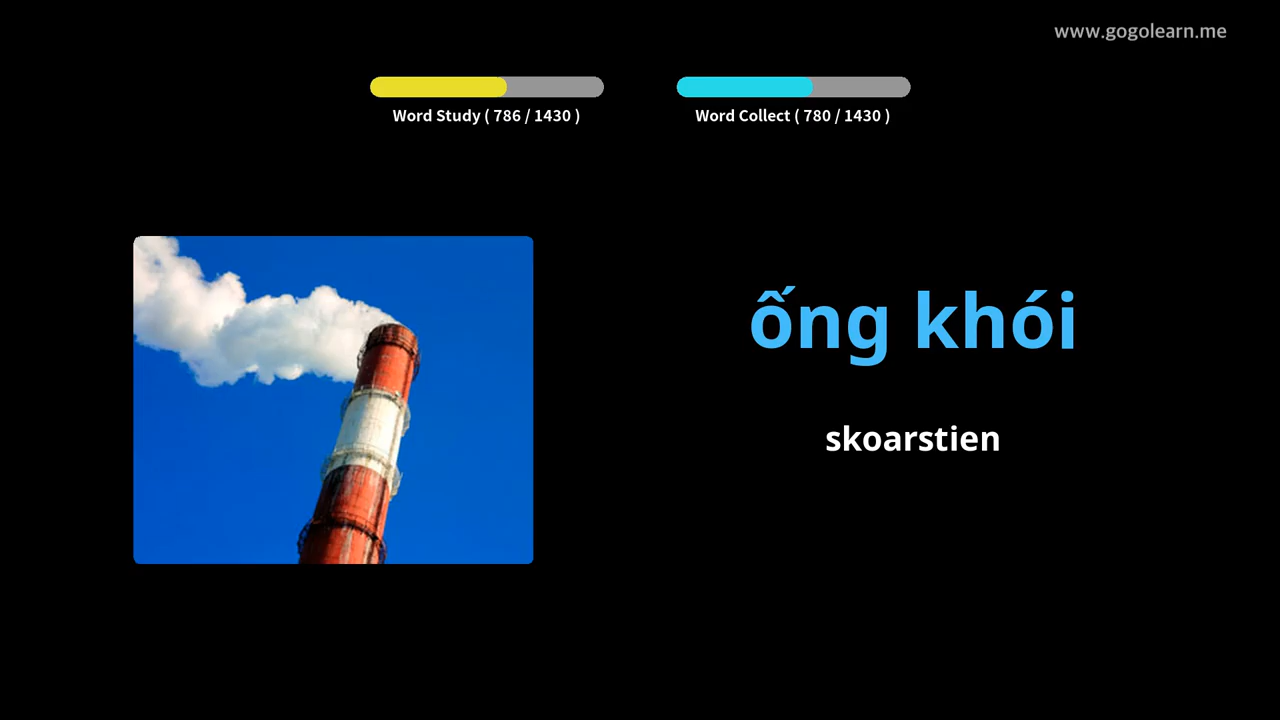 www.gogolearn.me
Word Study ( 786 / 1430 )
Word Collect ( 780 / 1430 )
ống khói
skoarstien